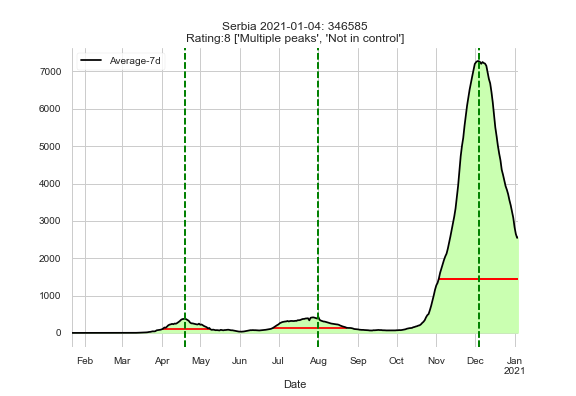 Serbia 2021-01-04: 346585
Rating:8 ['Multiple peaks', 'Not in control']
Average-7d
7000
6000
5000
4000
3000
2000
1000
0
Feb Mar Apr May Jun Jul Aug Sep Oct Nov Dec Jan
2021
Date